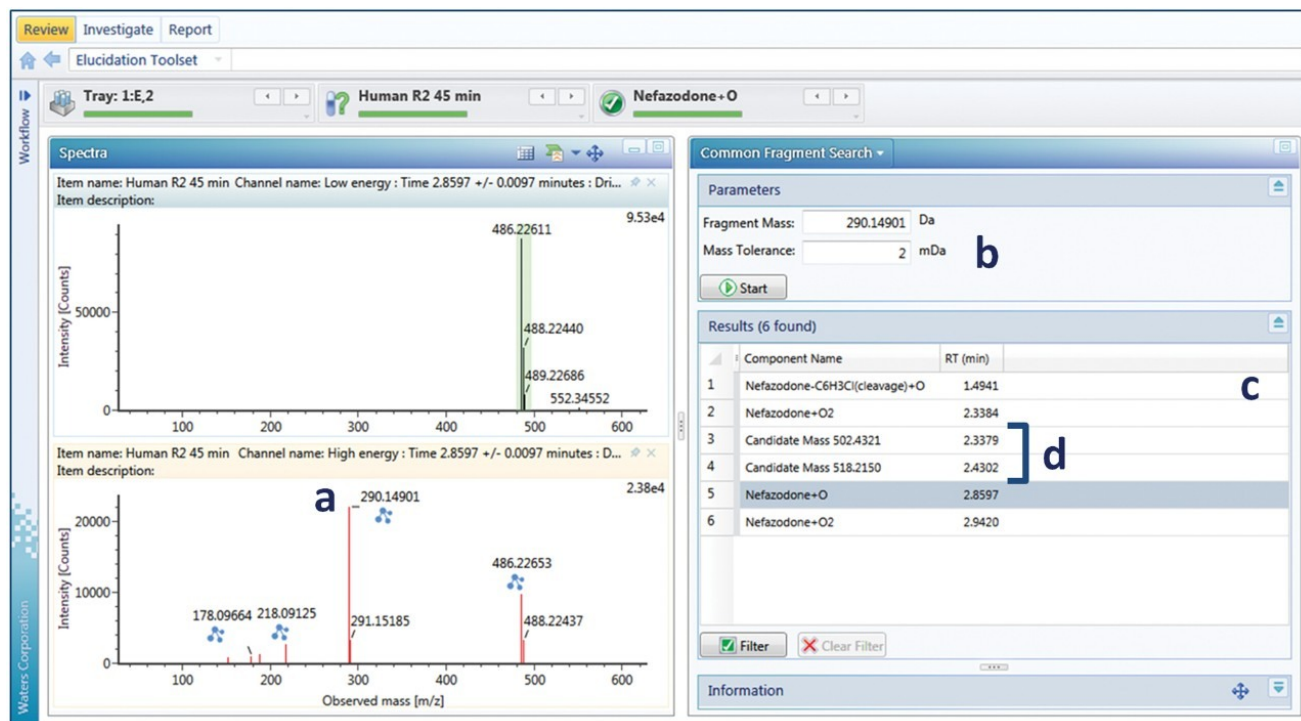 Review Investigate Report
Elucidation Toolset
Workflow
Tray: 1:E,2
Human R2 45 min
Nefazodone+O
Spectra
Item name: Human R2 45 min Channel name: Low energy : Time 2.8597 +/- 0.0097 minutes : Dri...
Item description:
9.53e4
486.22611
50000
488.22440
489.22686
552.34552
0
Intensity [Counts]
100 200 300 400 500 600
Item name: Human R2 45 min Channel name: High energy : Time 2.8597 +/- 0.0097 minutes : D...
Item description:
2.38e4
a
290.14901
20000
486.22653
10000
178.09664 218.09125
291.15185
488.22437
0
Intensity [Counts]
100 200 300 400 500 600
Observed mass [m/z]
Waters Corporation
Common Fragment Search
Parameters
Fragment Mass: 290.14901 Da
Mass Tolerance: 2 mDa
b
Start
Results (6 found)
Component Name RT (min)
1 Nefazodone-C6H3Cl(cleavage)+O 1.4941
c
2 Nefazodone+O2 2.3384
3 Candidate Mass 502.4321 2.3379
d
4 Candidate Mass 518.2150 2.4302
5 Nefazodone+O 2.8597
6 Nefazodone+O2 2.9420
Filter Clear Filter
Information